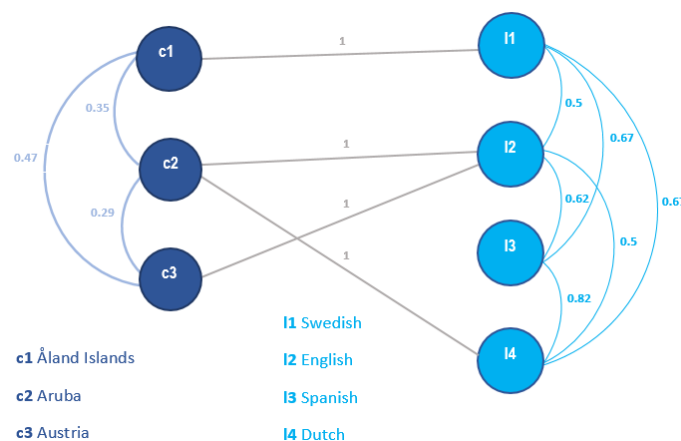 c1
1
l1
0.35
0.5
0.47
c2
1
l2
0.67
0.29
1
0.62
0.67
c3
1
l3
0.5
0.82
l4
l1 Swedish
c1 Åland Islands
l2 English
c2 Aruba
l3 Spanish
c3 Austria
l4 Dutch